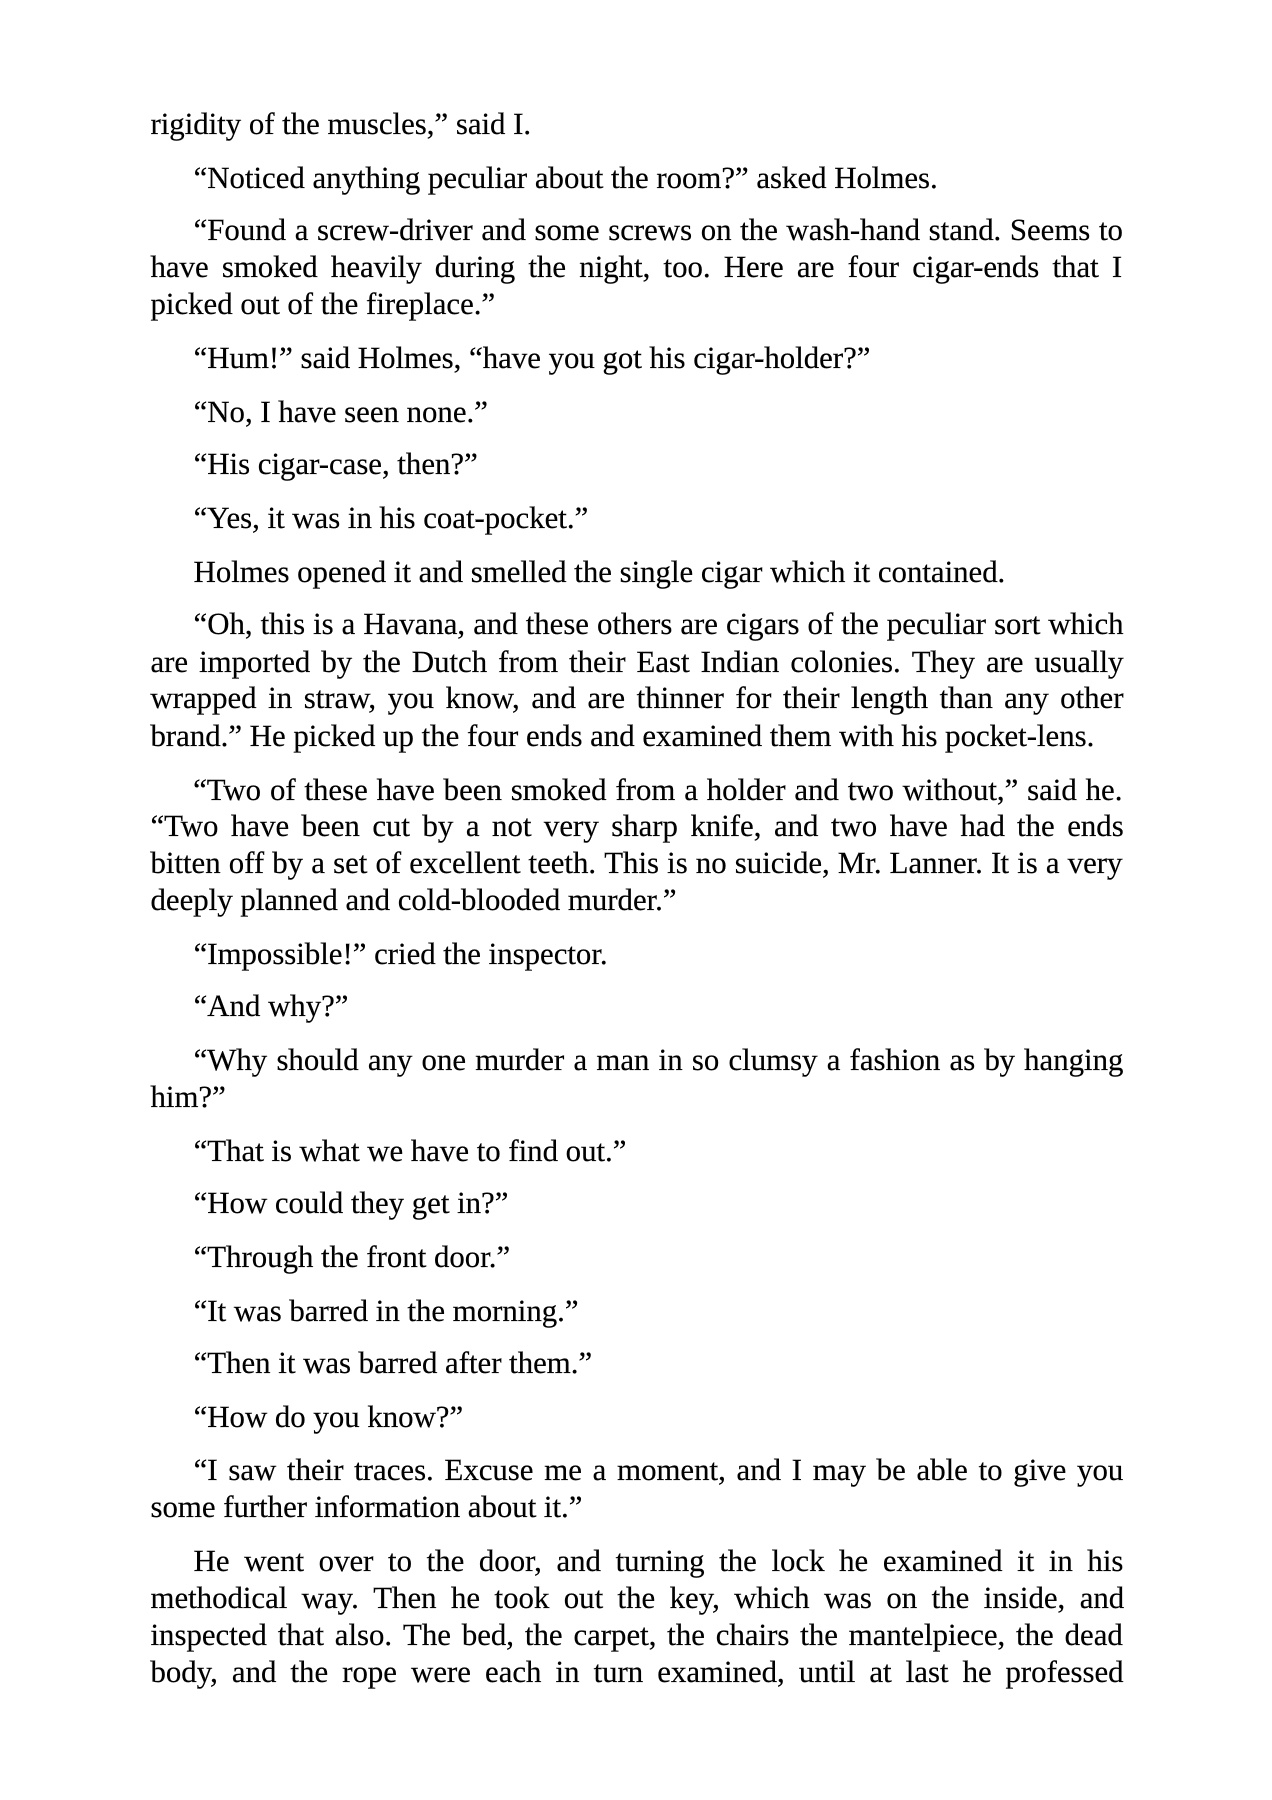 rigidity of the muscles,” said I.
“Noticed anything peculiar about the room?” asked Holmes.
“Found a screw-driver and some screws on the wash-hand stand. Seems to
have smoked heavily during the night, too. Here are four cigar-ends that I
picked out of the fireplace.”
“Hum!” said Holmes, “have you got his cigar-holder?”
“No, I have seen none.”
“His cigar-case, then?”
“Yes, it was in his coat-pocket.”
Holmes opened it and smelled the single cigar which it contained.
“Oh, this is a Havana, and these others are cigars of the peculiar sort which
are imported by the Dutch from their East Indian colonies. They are usually
wrapped in straw, you know, and are thinner for their length than any other
brand.” He picked up the four ends and examined them with his pocket-lens.
“Two of these have been smoked from a holder and two without,” said he.
“Two have been cut by a not very sharp knife, and two have had the ends
bitten off by a set of excellent teeth. This is no suicide, Mr. Lanner. It is a very
deeply planned and cold-blooded murder.”
“Impossible!” cried the inspector.
“And why?”
“Why should any one murder a man in so clumsy a fashion as by hanging
him?”
“That is what we have to find out.”
“How could they get in?”
“Through the front door.”
“It was barred in the morning.”
“Then it was barred after them.”
“How do you know?”
“I saw their traces. Excuse me a moment, and I may be able to give you
some further information about it.”
He went over to the door, and turning the lock he examined it in his
methodical way. Then he took out the key, which was on the inside, and
inspected that also. The bed, the carpet, the chairs the mantelpiece, the dead
body, and the rope were each in turn examined, until at last he professed